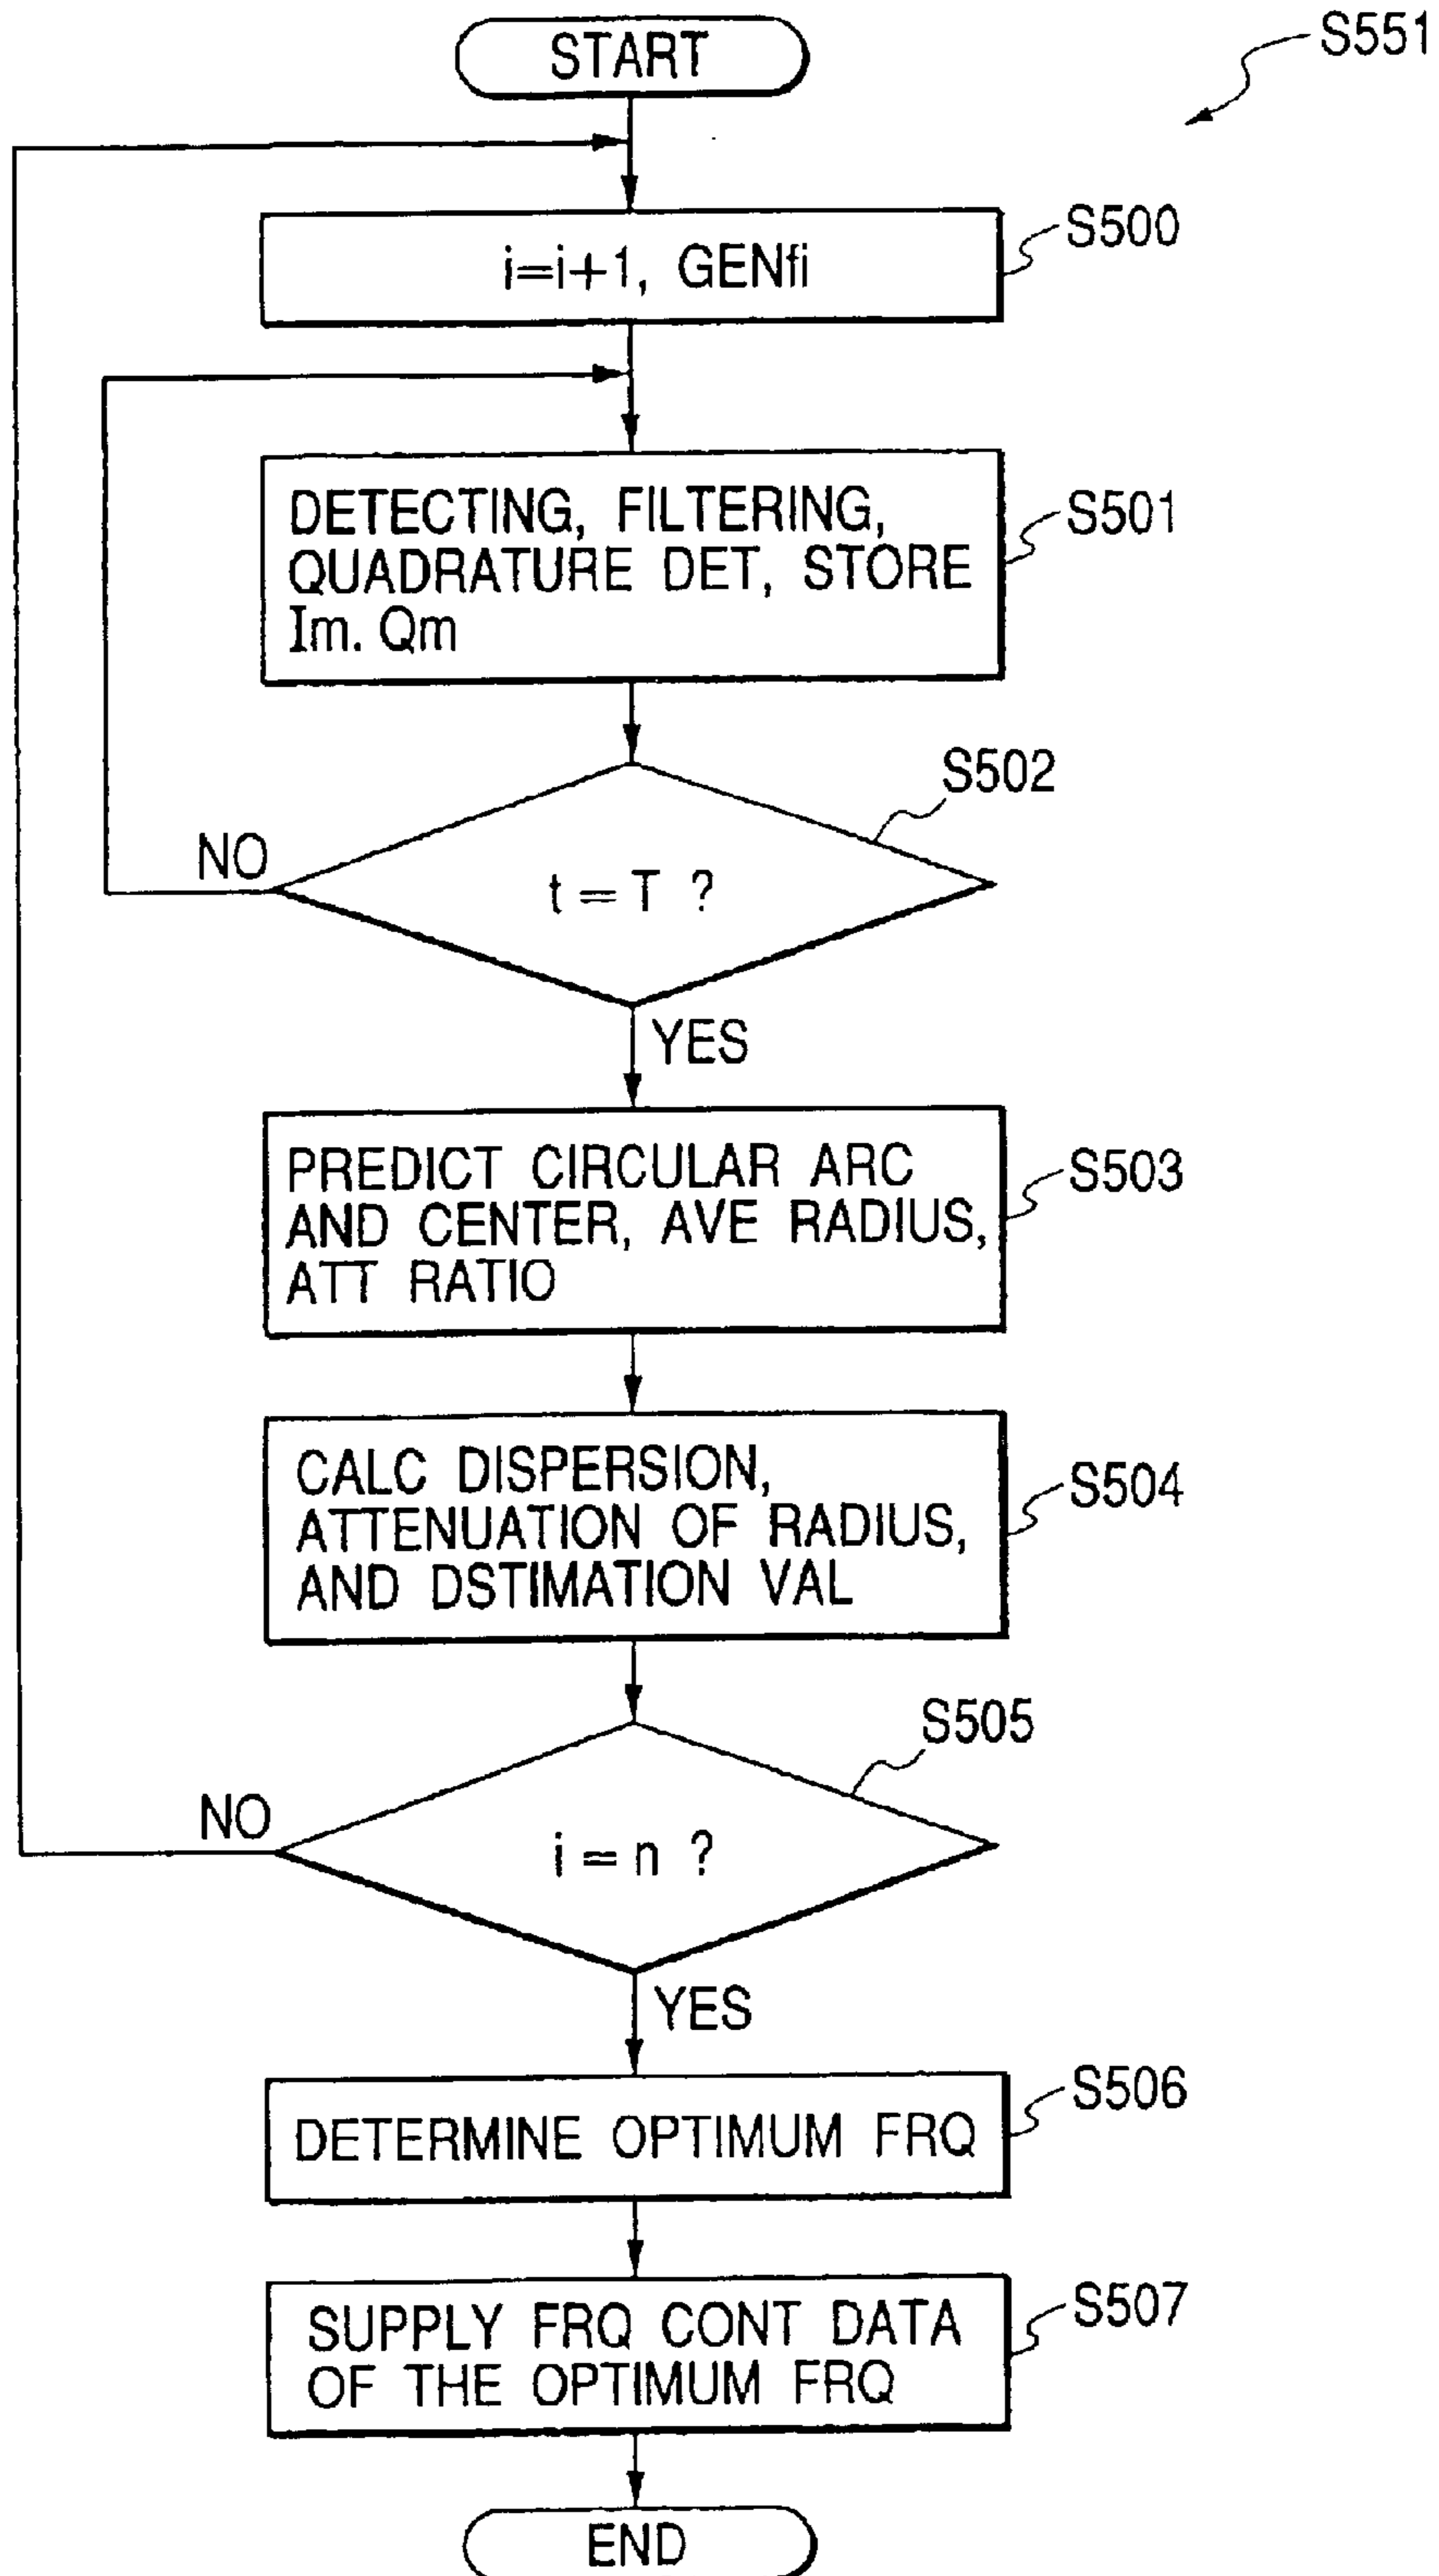 START
S551
i=i+1, GENfi
S500
DETECTING, FILTERING,
QUADRATURE DET, STORE
Im. Qm
S501
S502
t = T ?
NO
YES
PREDICT CIRCULAR ARC
AND CENTER, AVE RADIUS,
ATT RATIO
S503
CALC DISPERSION,
ATTENUATION OF RADIUS,
AND DSTIMATION VAL
S504
S505
i = n ?
NO
YES
DETERMINE OPTIMUM FRQ
S506
SUPPLY FRQ CONT DATA
OF THE OPTIMUM FRQ
S507
END